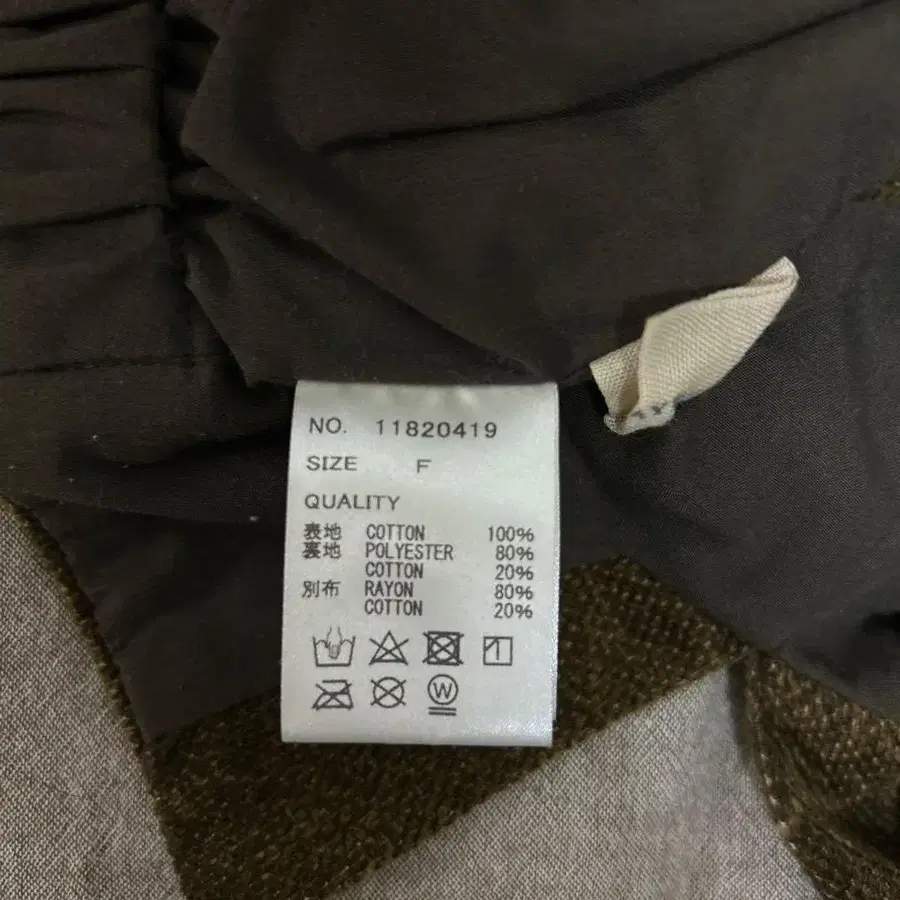 NO. 11820419
SIZE F
QUALITY
表地 COTTON 100%
裏地 POLYESTER 80%
COTTON 20%
別布 RAYON 80%
COTTON 20%
W